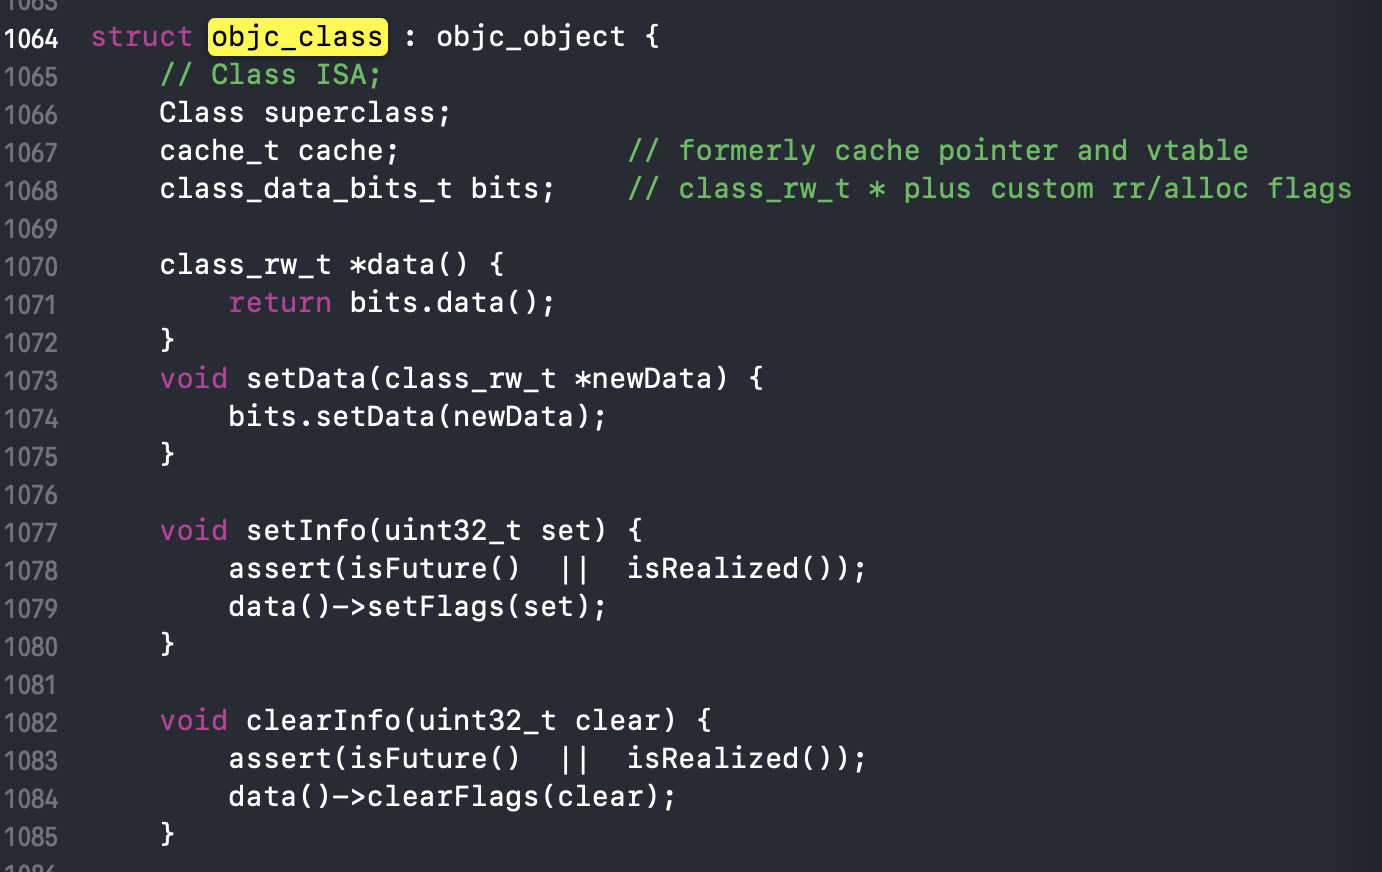 1063
1064 struct objc_class : objc_object {
1065     // Class ISA;
1066     Class superclass;
1067     cache_t cache;             // formerly cache pointer and vtable
1068     class_data_bits_t bits;    // class_rw_t * plus custom rr/alloc flags
1069
1070     class_rw_t *data() {
1071         return bits.data();
1072     }
1073     void setData(class_rw_t *newData) {
1074         bits.setData(newData);
1075     }
1076
1077     void setInfo(uint32_t set) {
1078         assert(isFuture()  ||  isRealized());
1079         data()->setFlags(set);
1080     }
1081
1082     void clearInfo(uint32_t clear) {
1083         assert(isFuture()  ||  isRealized());
1084         data()->clearFlags(clear);
1085     }
1086